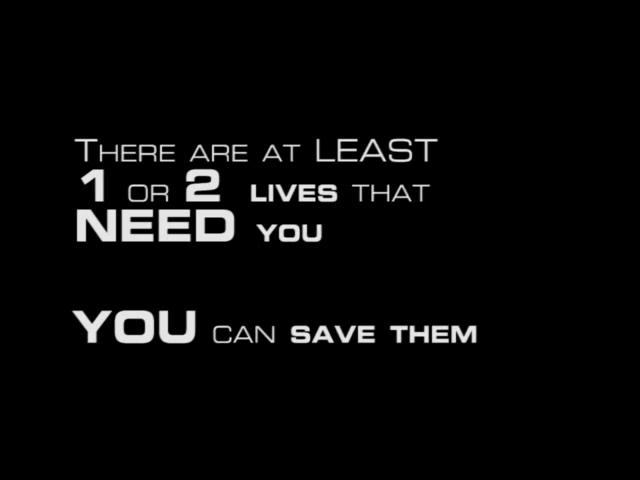 THERE ARE AT LEAST
1 OR 2 LIVES THAT
NEED YOU
YOU CAN SAVE THEM